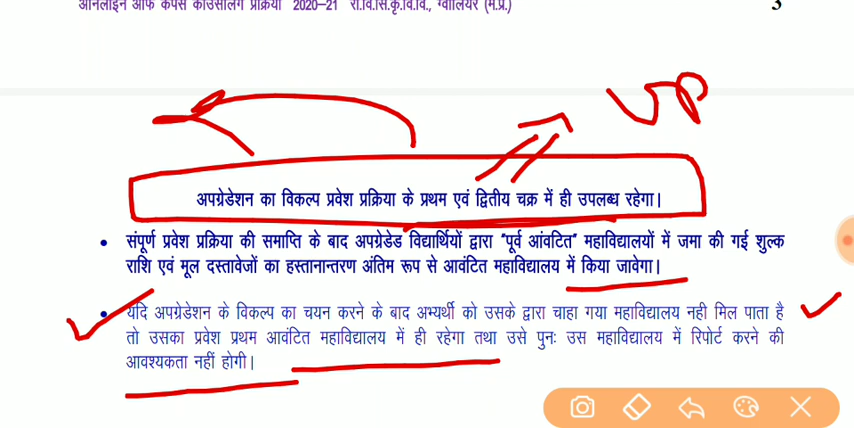 ऑनलाइन ऑफ कैंपस काउंसलिंग प्रक्रिया 2020–21 रा.वि.सिं.कृ.वि.वि., ग्वालियर (म.प्र.) 3
UP
अपग्रेडेशन का विकल्प प्रवेश प्रक्रिया के प्रथम एवं द्वितीय चक्र में ही उपलब्ध रहेगा।
• संपूर्ण प्रवेश प्रक्रिया की समाप्ति के बाद अपग्रेडेड विद्यार्थियों द्वारा "पूर्व आंवटित" महाविद्यालयों में जमा की गई शुल्क
राशि एवं मूल दस्तावेजों का हस्तानान्तरण अंतिम रूप से आवंटित महाविद्यालय में किया जावेगा।
• यदि अपग्रेडेशन के विकल्प का चयन करने के बाद अभ्यर्थी को उसके द्वारा चाहा गया महाविद्यालय नही मिल पाता है
तो उसका प्रवेश प्रथम आवंटित महाविद्यालय में ही रहेगा तथा उसे पुनः उस महाविद्यालय में रिपोर्ट करने की
आवश्यकता नहीं होगी।